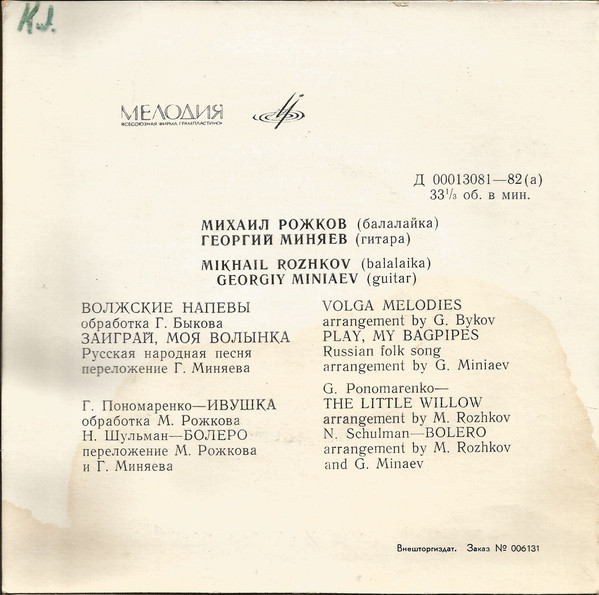 К.J.
МЕЛОДИЯ
ВСЕСОЮЗНАЯ ФИРМА ГРАМПЛАСТИНОК
Д 00013081—82(а)
33⅓ об. в мин.
МИХАИЛ РОЖКОВ (балалайка)
ГЕОРГИЙ МИНЯЕВ (гитара)
MIKHAIL ROZHKOV (balalaika)
GEORGIY MINIAEV (guitar)
ВОЛЖСКИЕ НАПЕВЫ
обработка Г. Быкова
ЗАИГРАЙ, МОЯ ВОЛЫНКА
Русская народная песня
переложение Г. Миняева
Г. Пономаренко—ИВУШКА
обработка М. Рожкова
Н. Шульман—БОЛЕРО
переложение М. Рожкова
и Г. Миняева
VOLGA MELODIES
arrangement by G. Bykov
PLAY, MY BAGPIPES
Russian folk song
arrangement by G. Miniaev
G. Ponomarenko—
THE LITTLE WILLOW
arrangement by M. Rozhkov
N. Schulman—BOLERO
arrangement by M. Rozhkov
and G. Minaev
Внешторгиздат. Заказ № 006131